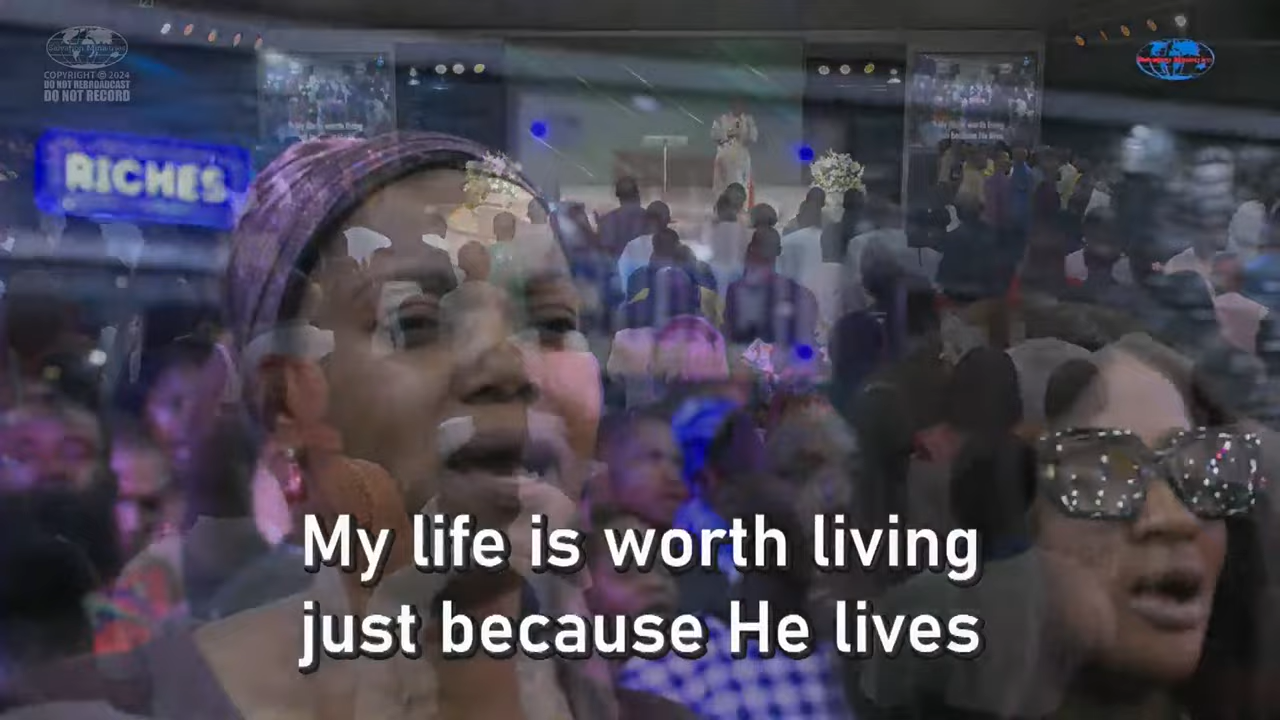 COPYRIGHT © 2024
DO NOT REBROADCAST
DO NOT RECORD
RICHES
My life is worth living
just because He lives